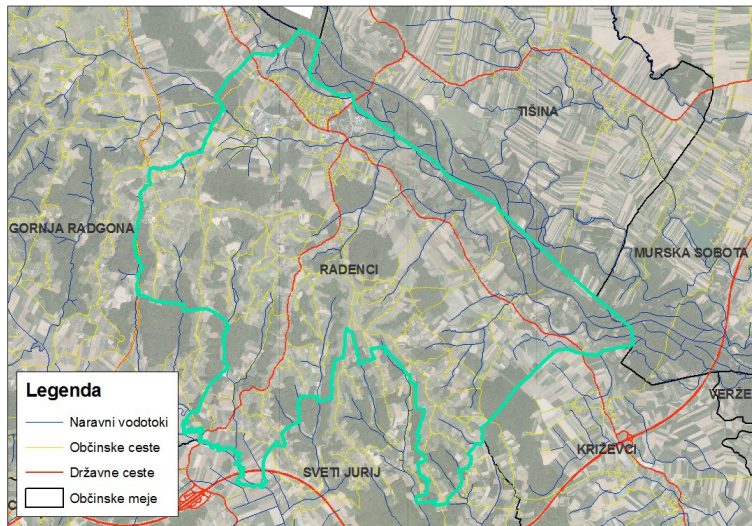 TIŠINA
GORNJA RADGONA
MURSKA SOBOTA
RADENCI
Legenda
Naravni vodotoki
Občinske ceste
Državne ceste
Občinske meje
VERŽE
KRIŽEVCI
SVETI JURIJ